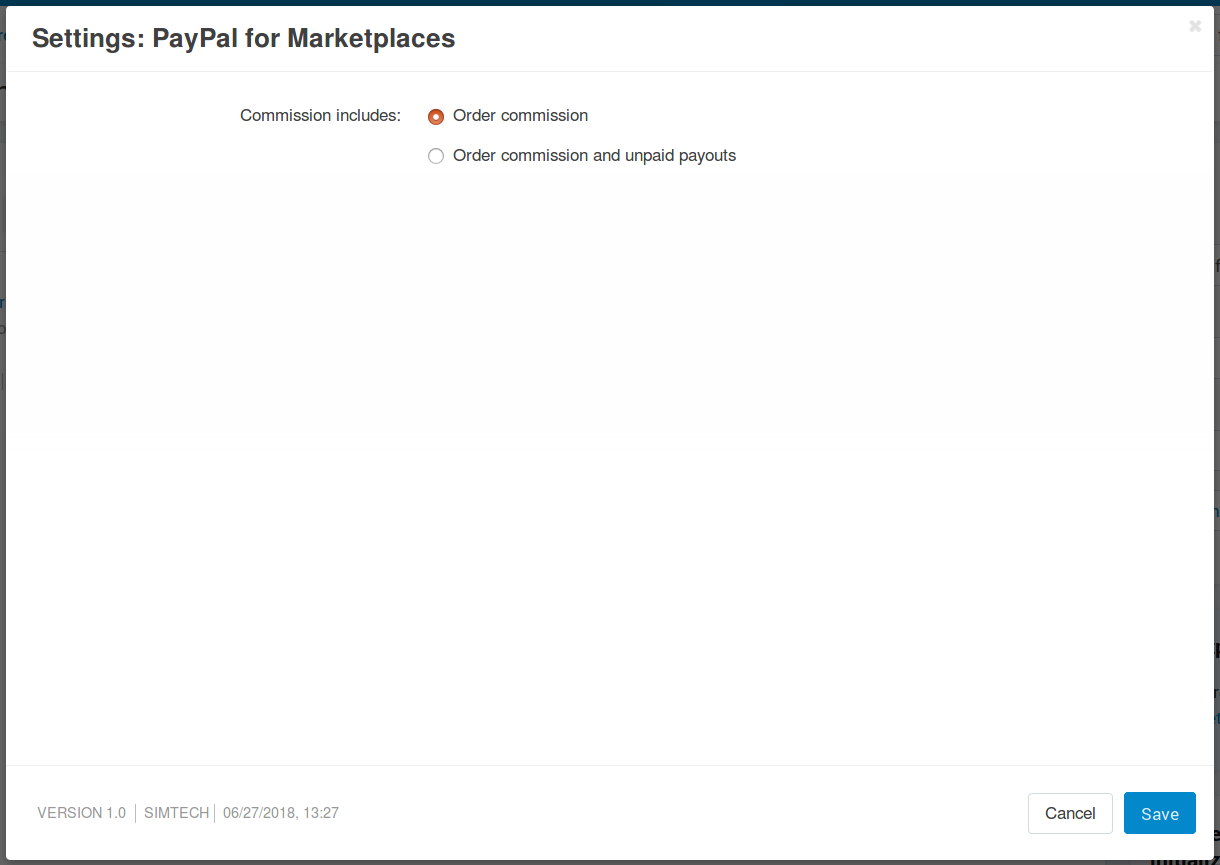 Settings: PayPal for Marketplaces
Commission includes:
Order commission
Order commission and unpaid payouts
VERSION 1.0 | SIMTECH | 06/27/2018, 13:27
Cancel
Save